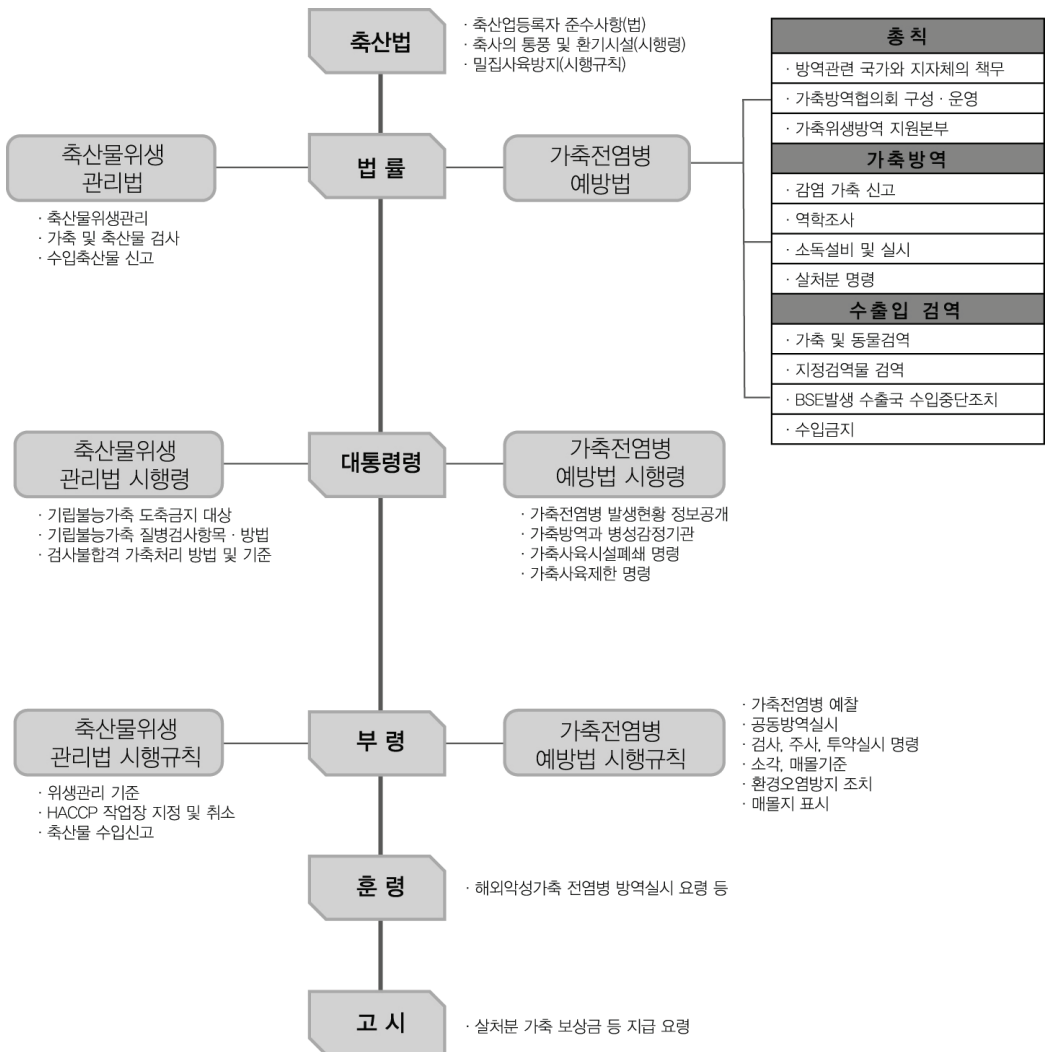 축산법
· 축산업등록자 준수사항(법)
· 축사의 통풍 및 환기시설(시행령)
· 밀집사육방지(시행규칙)
총칙
· 방역관련 국가와 지자체의 책무
· 가축방역협의회 구성 · 운영
· 가축위생방역 지원본부
가축방역
· 감염 가축 신고
· 역학조사
· 소독설비 및 실시
· 살처분 명령
수출입 검역
· 가축 및 동물검역
· 지정검역물 검역
· BSE발생 수출국 수입중단조치
· 수입금지
축산물위생
관리법
· 축산물위생관리
· 가축 및 축산물 검사
· 수입축산물 신고
법률
가축전염병
예방법
축산물위생
관리법 시행령
· 기립불능가축 도축금지 대상
· 기립불능가축 질병검사항목 · 방법
· 검사불합격 가축처리 방법 및 기준
대통령령
가축전염병
예방법 시행령
· 가축전염병 발생현황 정보공개
· 가축방역과 병성감정기관
· 가축사육시설폐쇄 명령
· 가축사육제한 명령
축산물위생
관리법 시행규칙
· 위생관리 기준
· HACCP 작업장 지정 및 취소
· 축산물 수입신고
부령
가축전염병
예방법 시행규칙
· 가축전염병 예찰
· 공동방역실시
· 검사, 주사, 투약실시 명령
· 소각, 매몰기준
· 환경오염방지 조치
· 매몰지 표시
훈령
· 해외악성가축 전염병 방역실시 요령 등
고시
· 살처분 가축 보상금 등 지급 요령